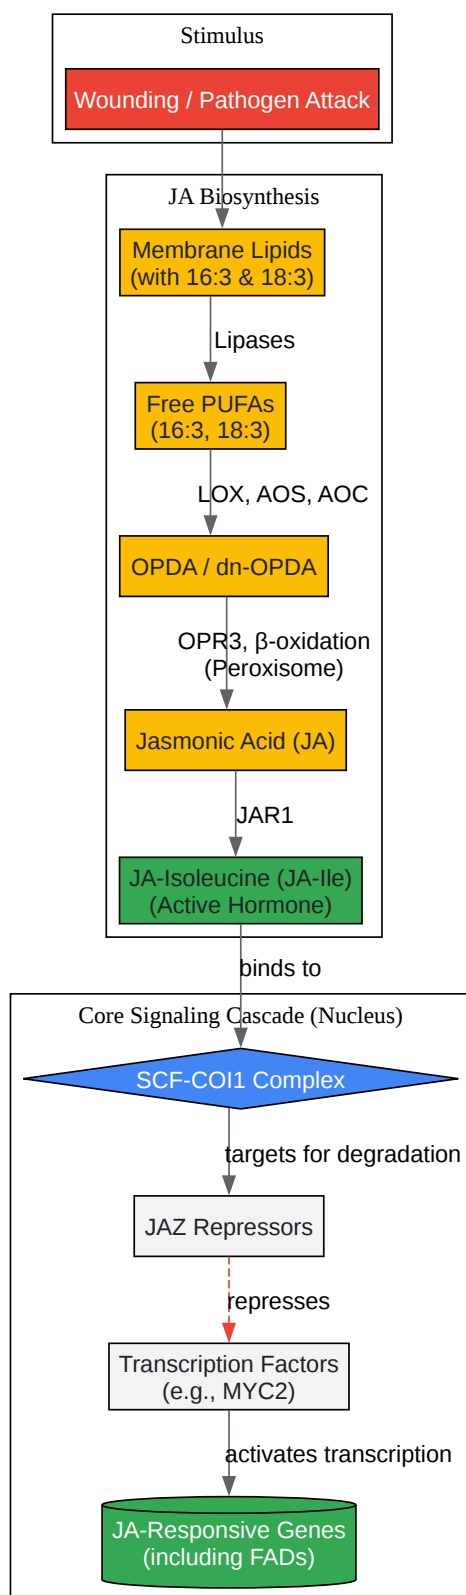 Stimulus
Wounding / Pathogen Attack
JA Biosynthesis
Membrane Lipids
(with 16:3 & 18:3)
Lipases
Free PUFAs
(16:3, 18:3)
LOX, AOS, AOC
OPDA / dn-OPDA
OPR3, β-oxidation
(Peroxisome)
Jasmonic Acid (JA)
JAR1
JA-Isoleucine (JA-Ile)
(Active Hormone)
binds to
Core Signaling Cascade (Nucleus)
SCF-COI1 Complex
targets for degradation
JAZ Repressors
represses
Transcription Factors
(e.g., MYC2)
activates transcription
JA-Responsive Genes
(including FADs)